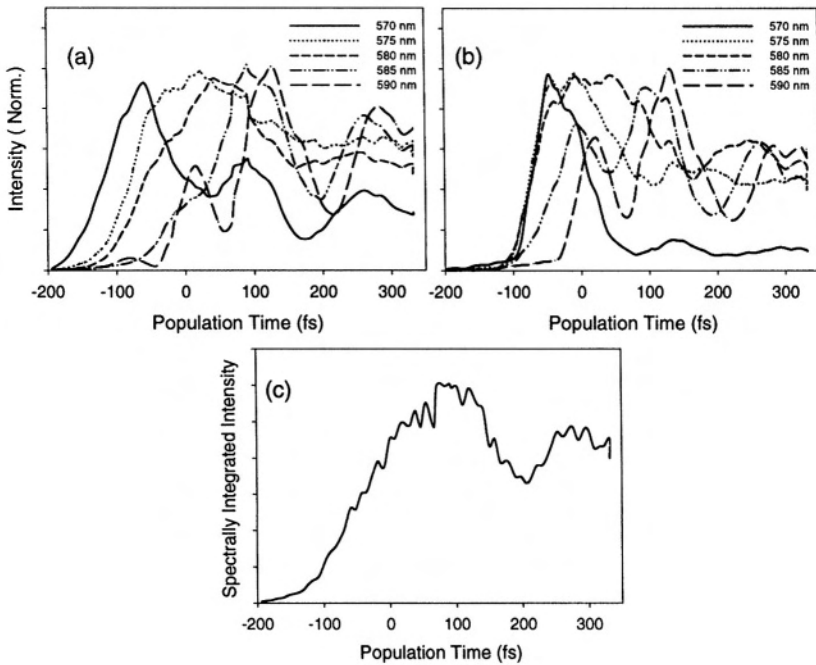 (a)
570 nm
575 nm
580 nm
585 nm
590 nm
Intensity ( Norm.)
-200 -100 0 100 200 300
Population Time (fs)
(b)
570 nm
575 nm
580 nm
585 nm
590 nm
-200 -100 0 100 200 300
Population Time (fs)
(c)
Spectrally Integrated Intensity
-200 -100 0 100 200 300
Population Time (fs)